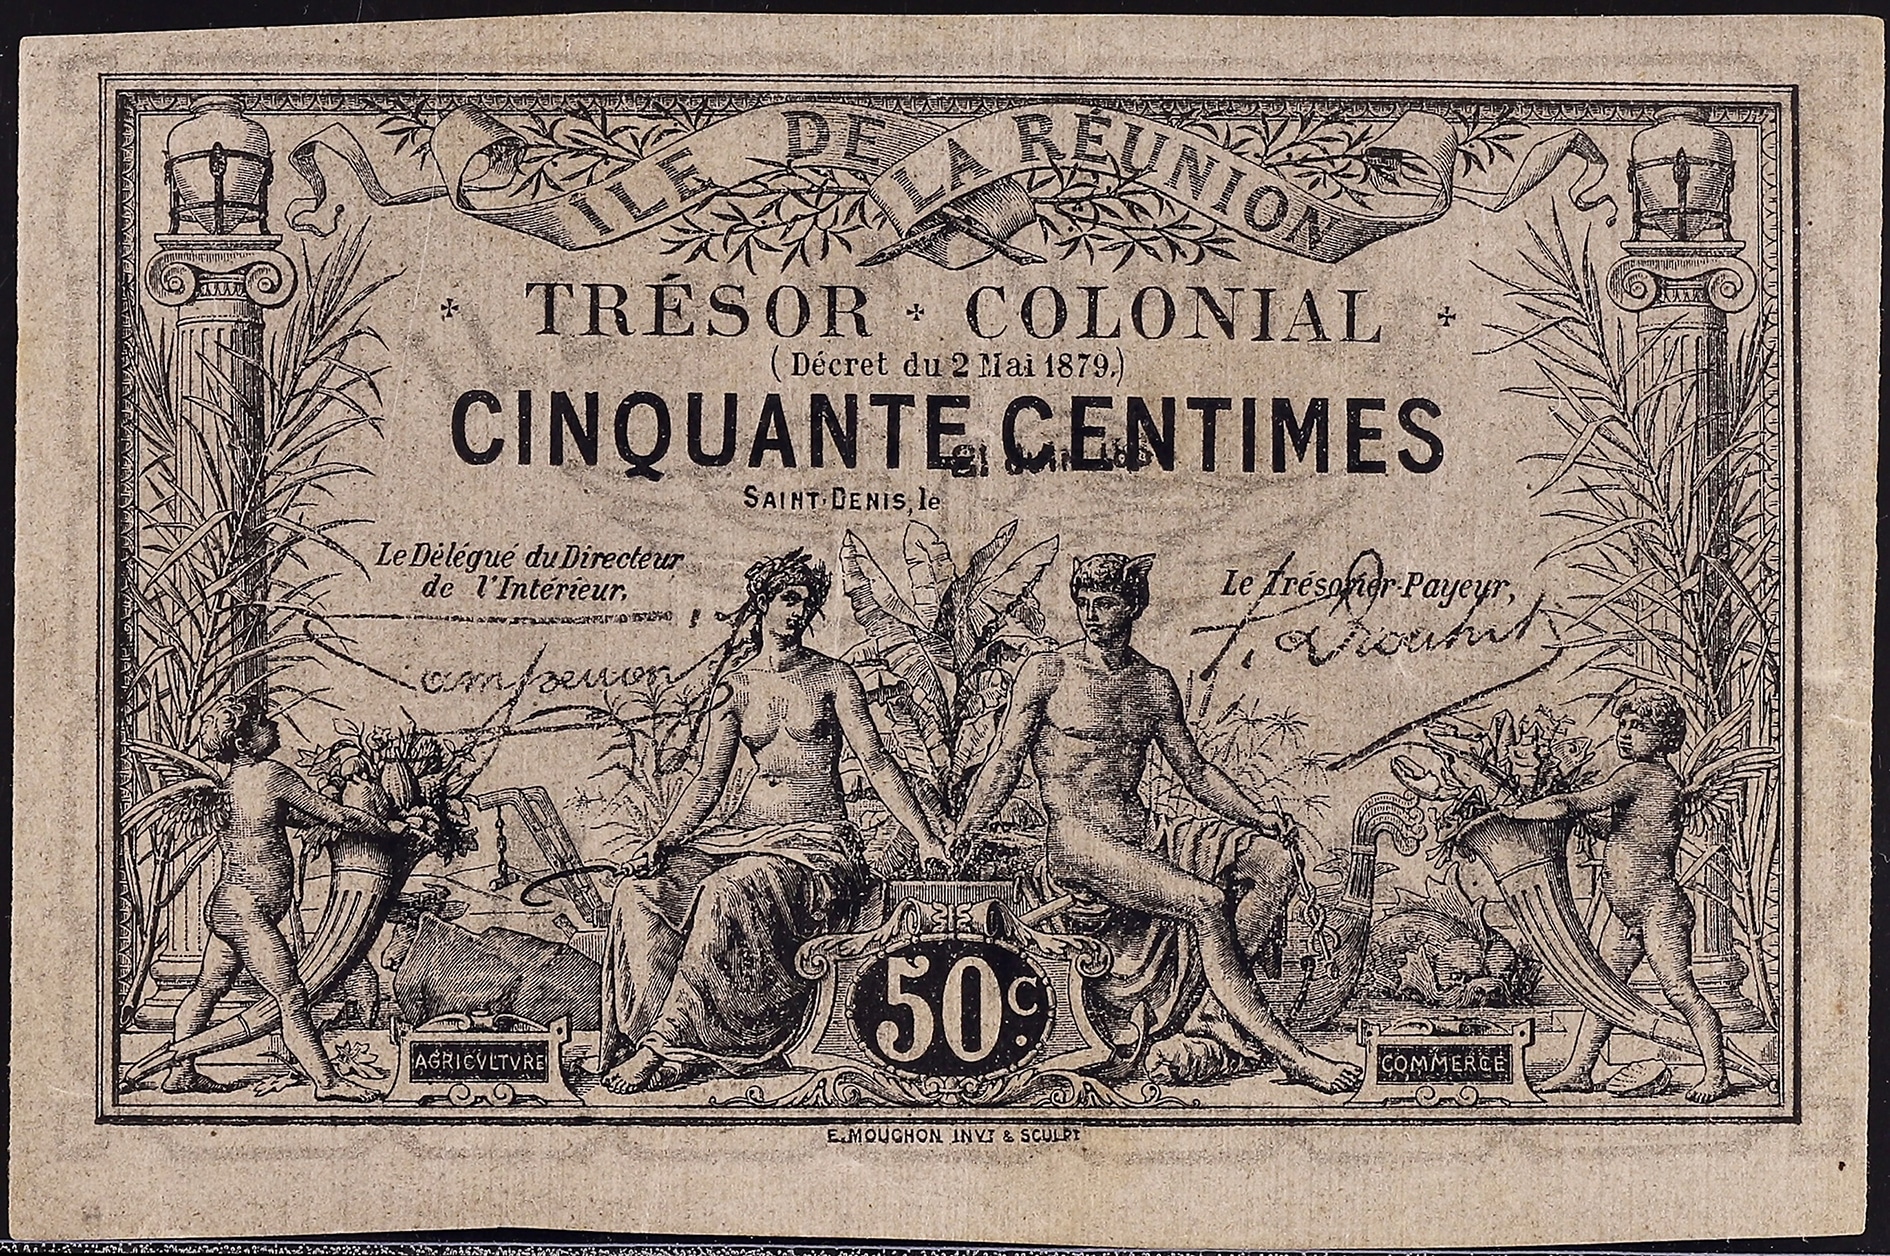 ILE DE LA RÉUNION
TRÉSOR COLONIAL
(Décret du 2 Mai 1879.)
CINQUANTE CENTIMES
SAINT-DENIS, le
Le Délégué du Directeur
de l'Intérieur,
Le Trésorier-Payeur,
50c.
AGRICVLTVRE
COMMERCE
E. MOUCHON INVT & SCULPT